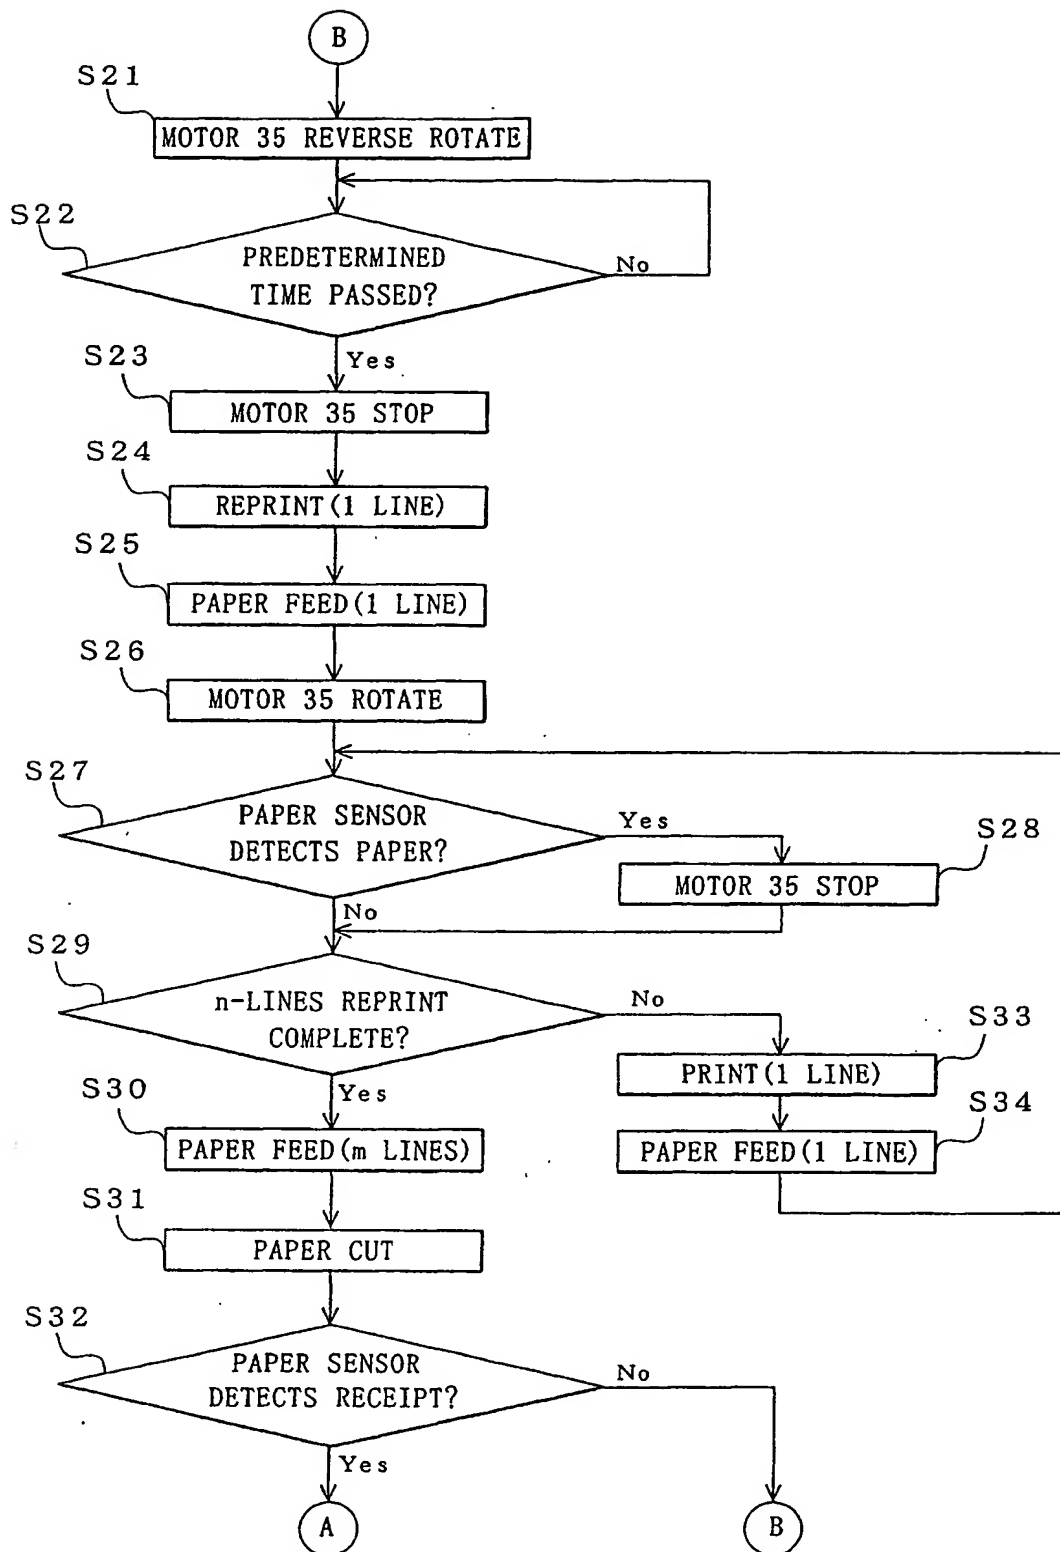 B
S21
MOTOR 35 REVERSE ROTATE
S22
PREDETERMINED
TIME PASSED?
No
Yes
S23
MOTOR 35 STOP
S24
REPRINT(1 LINE)
S25
PAPER FEED(1 LINE)
S26
MOTOR 35 ROTATE
S27
PAPER SENSOR
DETECTS PAPER?
Yes
S28
MOTOR 35 STOP
No
S29
n-LINES REPRINT
COMPLETE?
No
S33
PRINT(1 LINE)
Yes
S30
PAPER FEED(m LINES)
S34
PAPER FEED(1 LINE)
S31
PAPER CUT
S32
PAPER SENSOR
DETECTS RECEIPT?
No
Yes
A
B